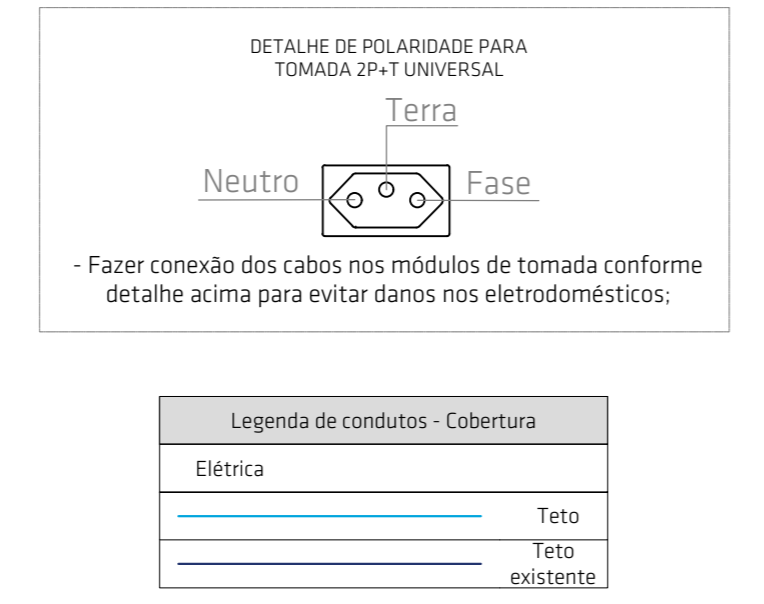 DETALHE DE POLARIDADE PARA
TOMADA 2P+T UNIVERSAL
Terra
Neutro
Fase
- Fazer conexão dos cabos nos módulos de tomada conforme
detalhe acima para evitar danos nos eletrodomésticos;
Legenda de condutos - Cobertura
Elétrica
Teto
Teto
existente